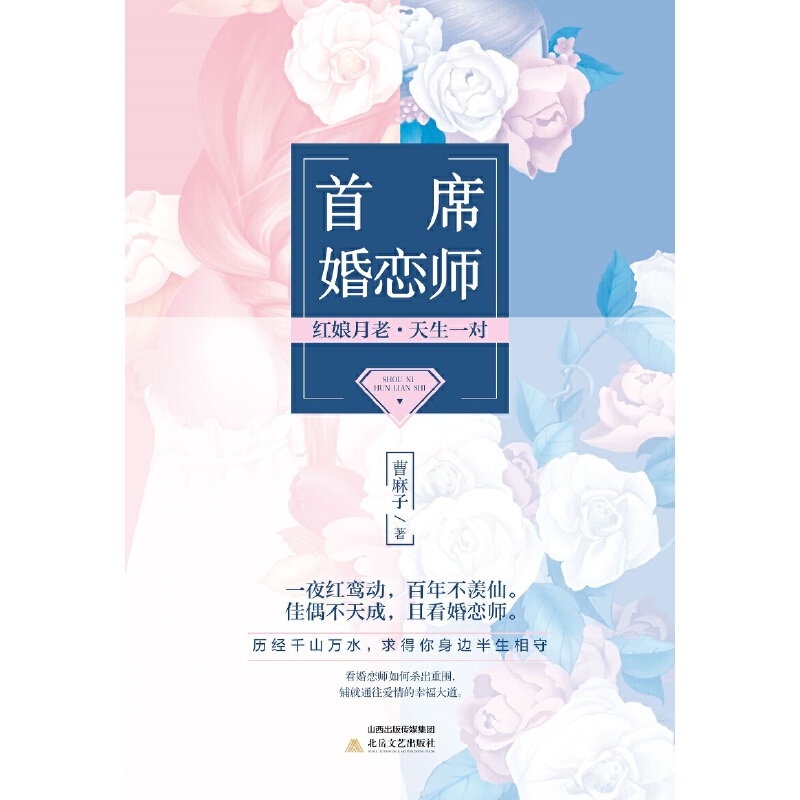 首席
婚恋师
红娘月老·天生一对
SHOU XI
HUN LIAN SHI
曹麻子/著
一夜红鸾动，百年不羡仙。
佳偶不天成，且看婚恋师。
历经千山万水，求得你身边半生相守
看婚恋师如何杀出重围，
铺就通往爱情的幸福大道。
山西出版传媒集团
北岳文艺出版社